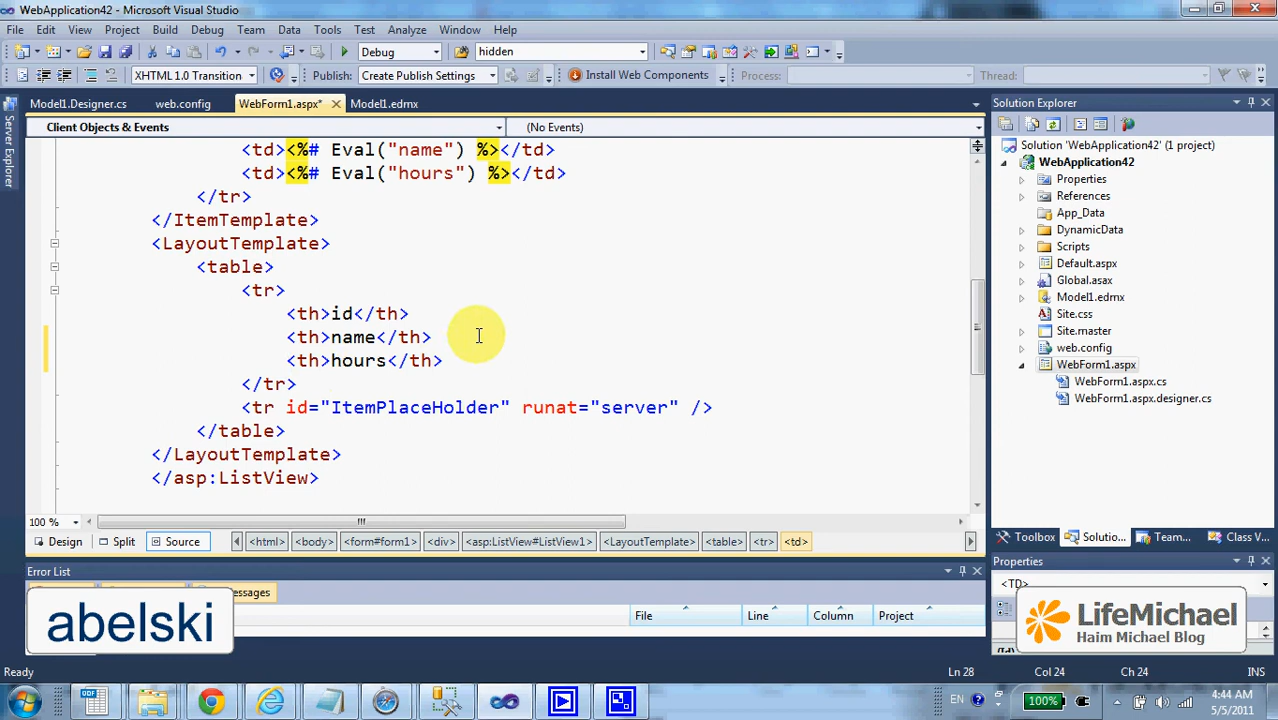 WebApplication42 - Microsoft Visual Studio
File Edit View Project Build Debug Team Data Tools Test Analyze Window Help
Debug hidden
XHTML 1.0 Transition Publish: Create Publish Settings Install Web Components Process: Thread:
Model1.Designer.cs web.config WebForm1.aspx* Model1.edmx
Client Objects & Events (No Events)
Server Explorer
<td><%# Eval("name") %></td>
<td><%# Eval("hours") %></td>
</tr>
</ItemTemplate>
<LayoutTemplate>
<table>
<tr>
<th>id</th>
<th>name</th>
<th>hours</th>
</tr>
<tr id="ItemPlaceHolder" runat="server" />
</table>
</LayoutTemplate>
</asp:ListView>
100 %
Design Split Source <html> <body> <form#form1> <div> <asp:ListView#ListView1> <LayoutTemplate> <table> <tr> <td>
Error List
File Line Column Project
Solution Explorer
Solution 'WebApplication42' (1 project)
WebApplication42
Properties
References
App_Data
DynamicData
Scripts
Default.aspx
Global.asax
Model1.edmx
Site.css
Site.master
web.config
WebForm1.aspx
WebForm1.aspx.cs
WebForm1.aspx.designer.cs
Toolbox Solutio... Team... Class V...
Properties
<TD>
abelski
LifeMichael
Haim Michael Blog
Ready Ln 28 Col 24 Ch 24 INS
EN 100% 4:44 AM
5/5/2011